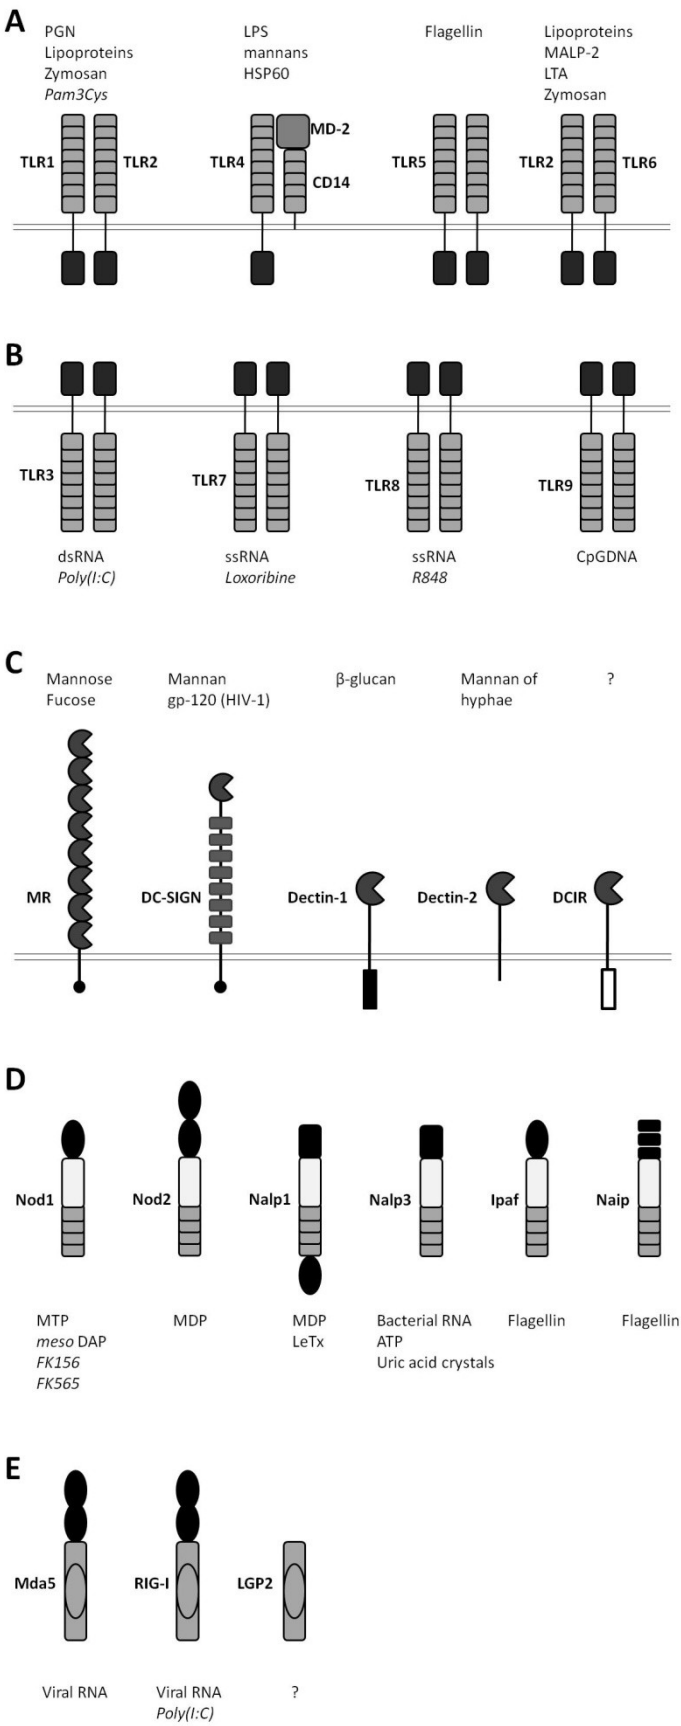 A
PGN
Lipoproteins
Zymosan
Pam3Cys
LPS
mannans
HSP60
Flagellin
Lipoproteins
MALP-2
LTA
Zymosan
TLR1
TLR2
TLR4
MD-2
CD14
TLR5
TLR2
TLR6
B
TLR3
TLR7
TLR8
TLR9
dsRNA
Poly(I:C)
ssRNA
Loxoribine
ssRNA
R848
CpGDNA
C
Mannose
Fucose
Mannan
gp-120 (HIV-1)
β-glucan
Mannan of
hyphae
?
MR
DC-SIGN
Dectin-1
Dectin-2
DCIR
D
Nod1
Nod2
Nalp1
Nalp3
Ipaf
Naip
MTP
meso DAP
FK156
FK565
MDP
MDP
LeTx
Bacterial RNA
ATP
Uric acid crystals
Flagellin
Flagellin
E
Mda5
RIG-I
LGP2
Viral RNA
Viral RNA
Poly(I:C)
?